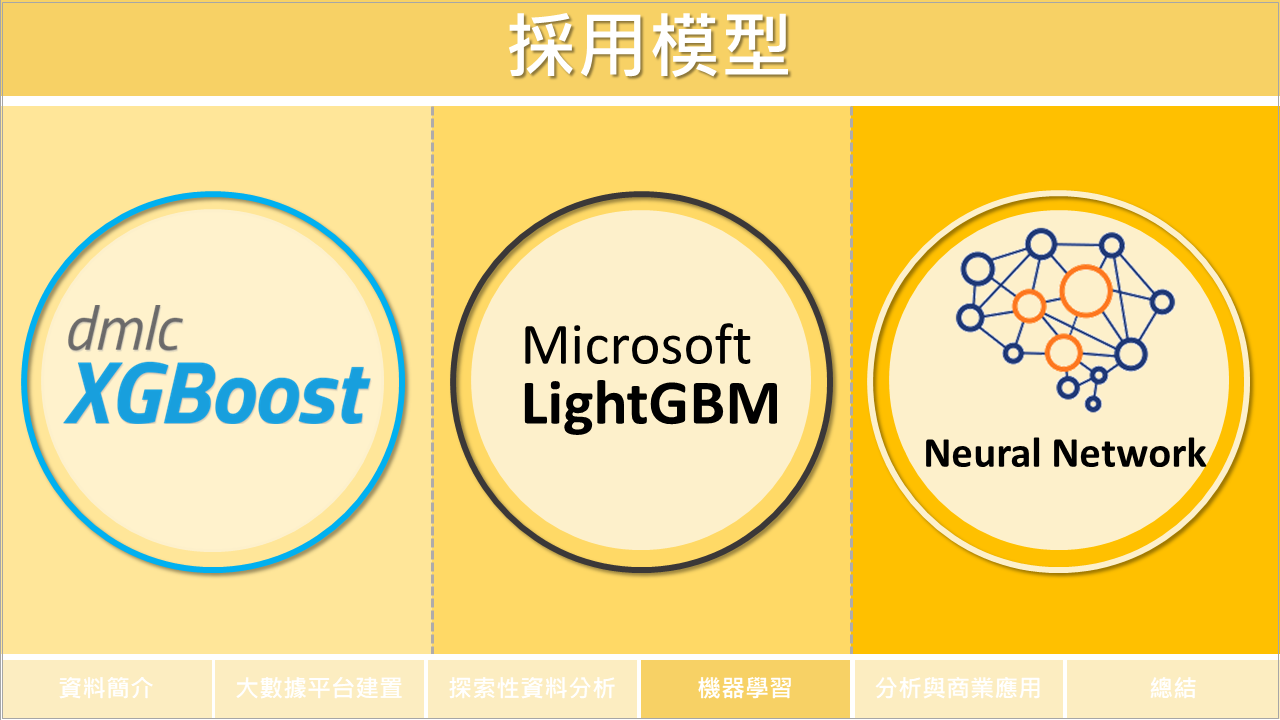 採用模型
dmlc
XGBoost
Microsoft
LightGBM
Neural Network
資料簡介
大數據平台建置
探索性資料分析
機器學習
分析與商業應用
總結